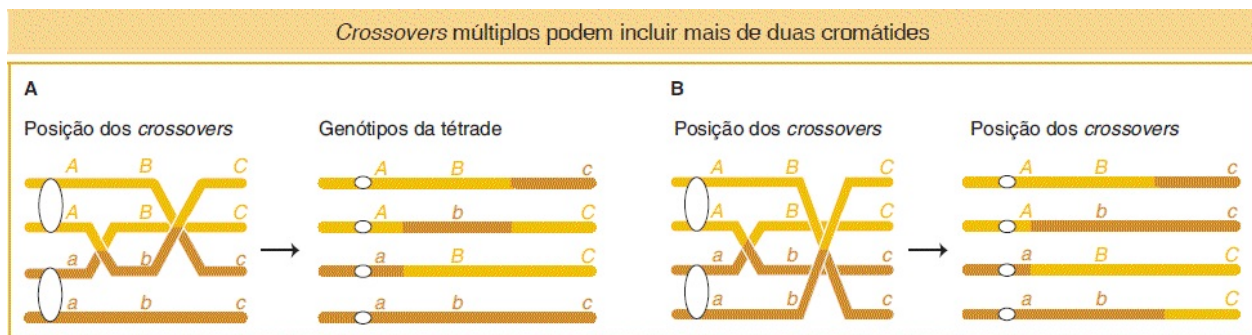 Crossovers múltiplos podem incluir mais de duas cromátides
A
Posição dos crossovers
Genótipos da tétrade
A B C
A B C
a b c
a b c
A B c
A b C
a B C
a b c
B
Posição dos crossovers
Posição dos crossovers
A B C
A B C
a b c
a b c
A B c
A b c
a B C
a b C